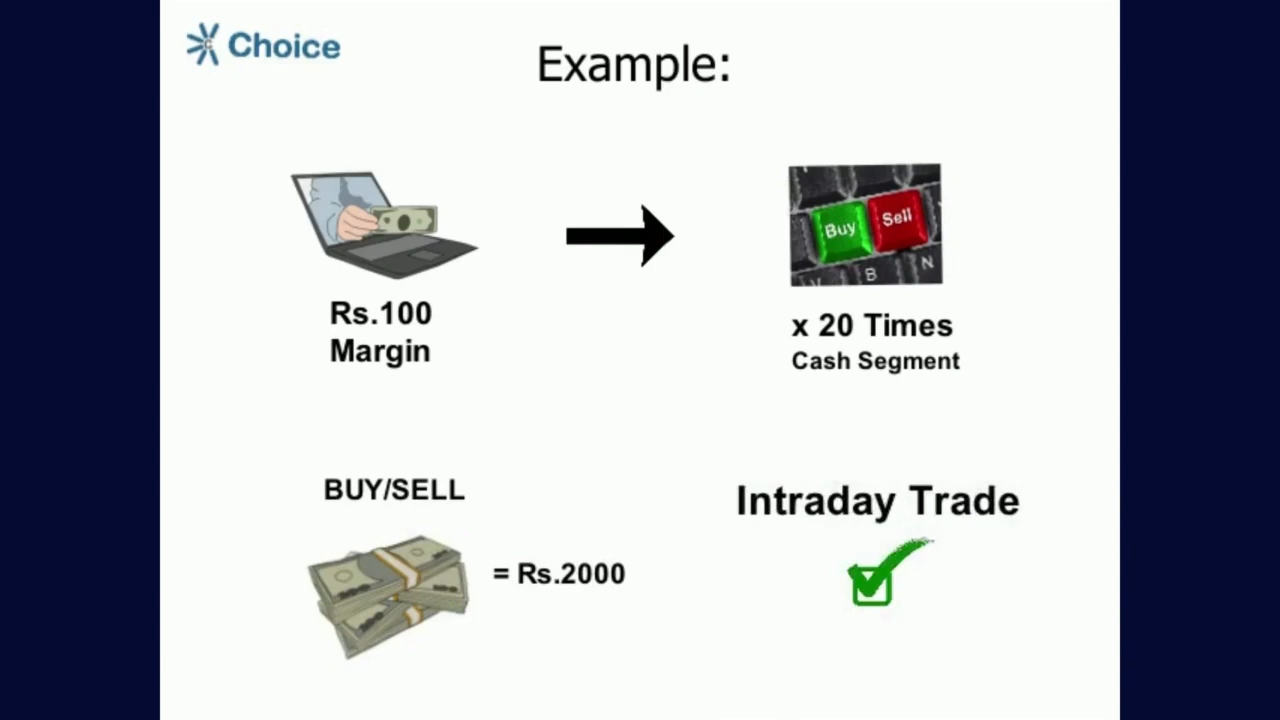 Choice
Example:
Buy
Sell
V
B
N
Rs.100
Margin
x 20 Times
Cash Segment
BUY/SELL
= Rs.2000
Intraday Trade